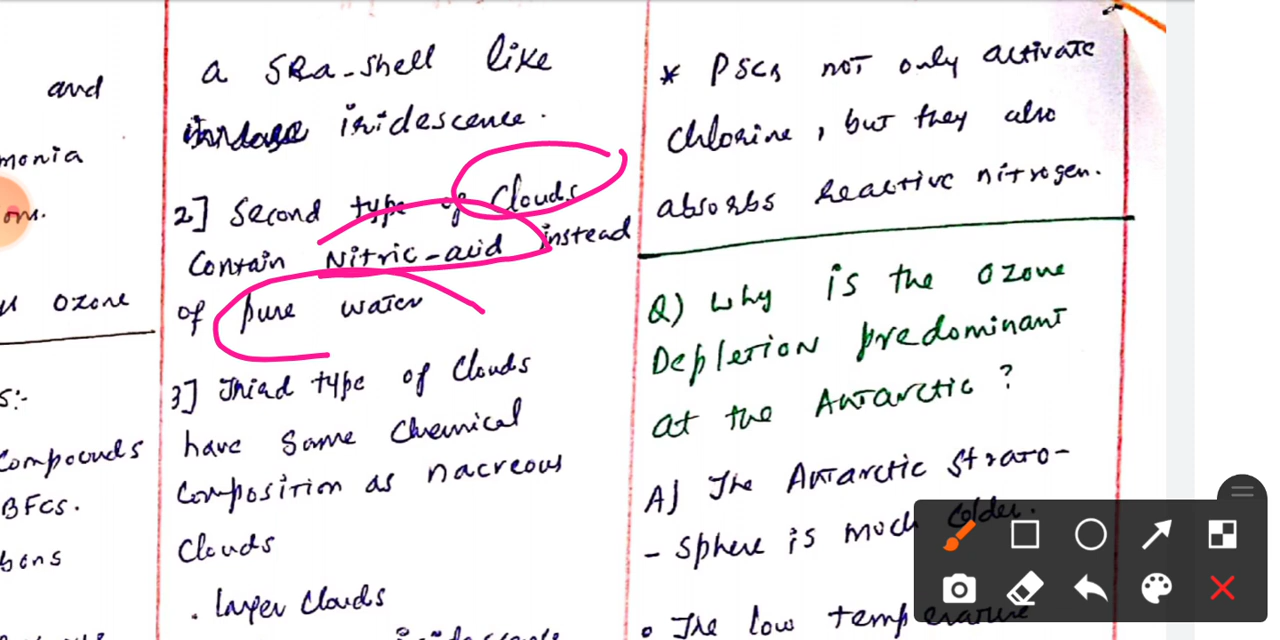 and
monia
ons.
ozone
s:-
Compounds
BFCs.
bons
a sea-shell like
iridescence.
2] Second type of Clouds
Contain Nitric-acid instead
of pure water
3] Third type of Clouds
have Same Chemical
Composition as nacreous
Clouds
. Layer Clouds
* PSCs not only activate
chlorine, but they also
absorbs reactive nitrogen.
Q) Why is the ozone
Depletion predominant
at the Antarctic?
A) The Antarctic strato-
- sphere is much colder.
• The low temperature